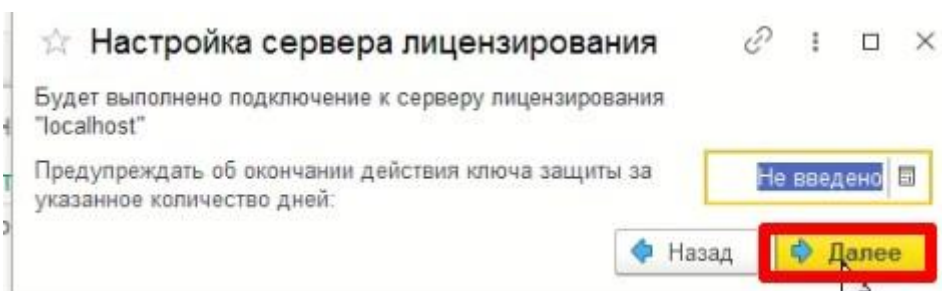 Настройка сервера лицензирования
Будет выполнено подключение к серверу лицензирования
"localhost"
Предупреждать об окончании действия ключа защиты за
указанное количество дней:
Не введено
Назад
Далее